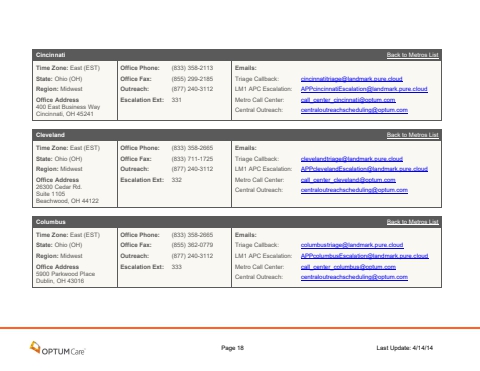 Cincinnati Back to Metros List
Time Zone: East (EST) Office Phone: (833) 358-2113 Emails:
State: Ohio (OH) Office Fax: (855) 299-2185 Triage Callback: cincinnatitriage@landmark.pure.cloud
Region: Midwest Outreach: (877) 240-3112 LM1 APC Escalation: APPcincinnatiEscalation@landmark.pure.cloud
Office Address Escalation Ext: 331 Metro Call Center: call_center_cincinnati@optum.com
400 East Business Way Central Outreach: centraloutreachscheduling@optum.com
Cincinnati, OH 45241
Cleveland Back to Metros List
Time Zone: East (EST) Office Phone: (833) 358-2665 Emails:
State: Ohio (OH) Office Fax: (833) 711-1725 Triage Callback: clevelandtriage@landmark.pure.cloud
Region: Midwest Outreach: (877) 240-3112 LM1 APC Escalation: APPclevelandEscalation@landmark.pure.cloud
Office Address Escalation Ext: 332 Metro Call Center: call_center_cleveland@optum.com
26300 Cedar Rd. Central Outreach: centraloutreachscheduling@optum.com
Suite 1105
Beachwood, OH 44122
Columbus Back to Metros List
Time Zone: East (EST) Office Phone: (833) 358-2665 Emails:
State: Ohio (OH) Office Fax: (855) 362-0779 Triage Callback: columbustriage@landmark.pure.cloud
Region: Midwest Outreach: (877) 240-3112 LM1 APC Escalation: APPcolumbusEscalation@landmark.pure.cloud
Office Address Escalation Ext: 333 Metro Call Center: call_center_columbus@optum.com
5900 Parkwood Place Central Outreach: centraloutreachscheduling@optum.com
Dublin, OH 43016
OPTUMCare Page 18 Last Update: 4/14/14